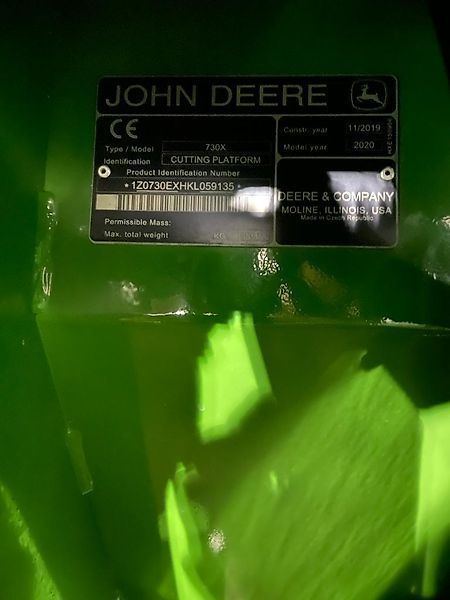 JOHN DEERE
CE
Type / Model 730X
Identification CUTTING PLATFORM
Product Identification Number
*1Z0730EXHKL059135*
Permissible Mass:
Max. total weight KG
Constr. year 11/2019
Model year 2020
DEERE & COMPANY
MOLINE, ILLINOIS, USA
Made in Czech Republic